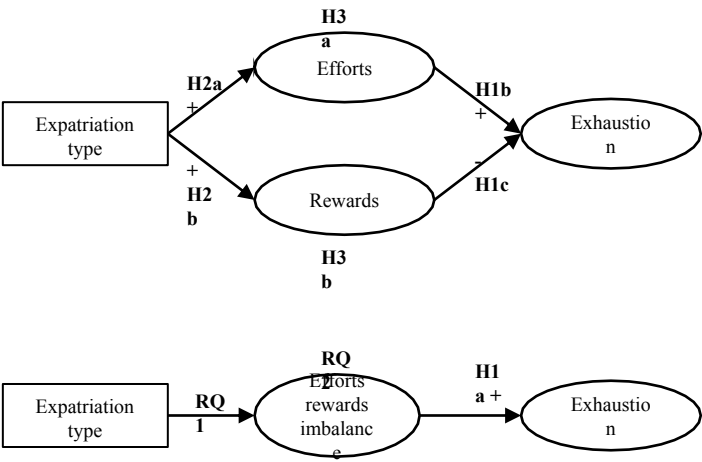 H3
a
Efforts
H2a
+
H1b
+
Expatriation
type
Exhaustio
n
+
H2
b
-
H1c
Rewards
H3
b
RQ
2
Efforts
rewards
imbalanc
e
H1
a +
Expatriation
type
RQ
1
Exhaustio
n